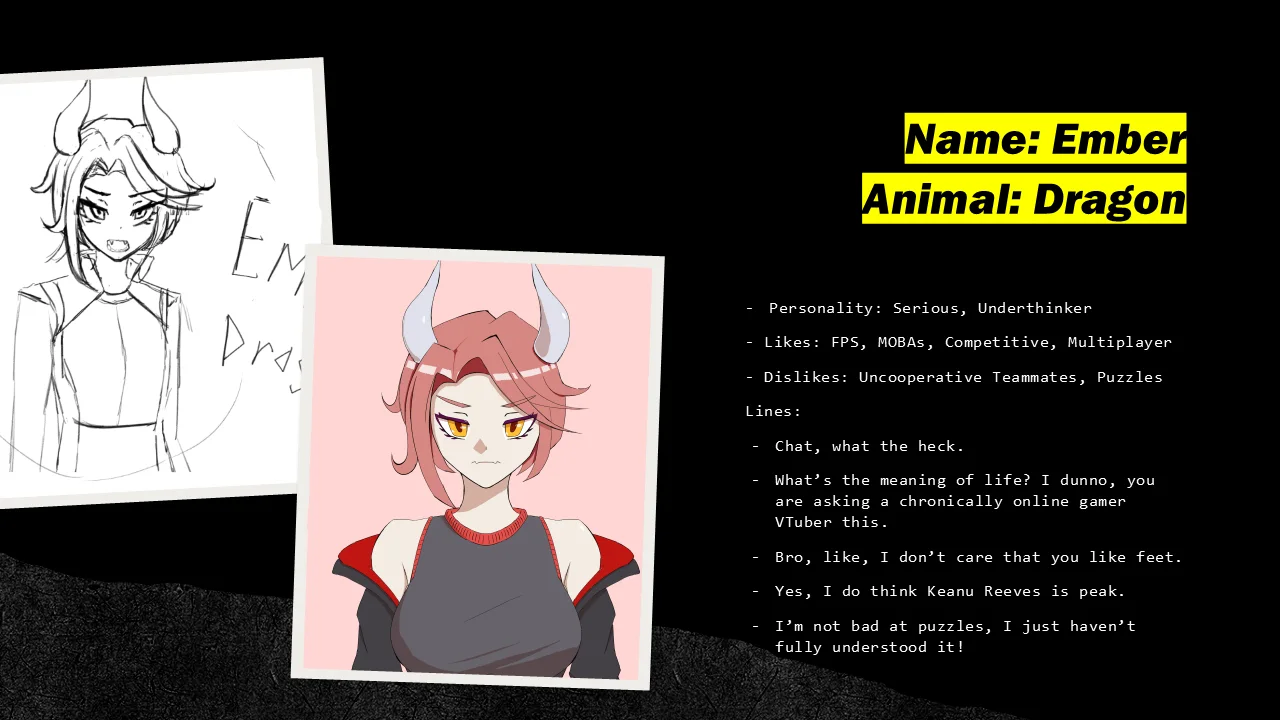 Name: Ember
Animal: Dragon
Em
Drag
- Personality: Serious, Underthinker
- Likes: FPS, MOBAs, Competitive, Multiplayer
- Dislikes: Uncooperative Teammates, Puzzles
Lines:
- Chat, what the heck.
- What’s the meaning of life? I dunno, you
are asking a chronically online gamer
VTuber this.
- Bro, like, I don’t care that you like feet.
- Yes, I do think Keanu Reeves is peak.
- I’m not bad at puzzles, I just haven’t
fully understood it!